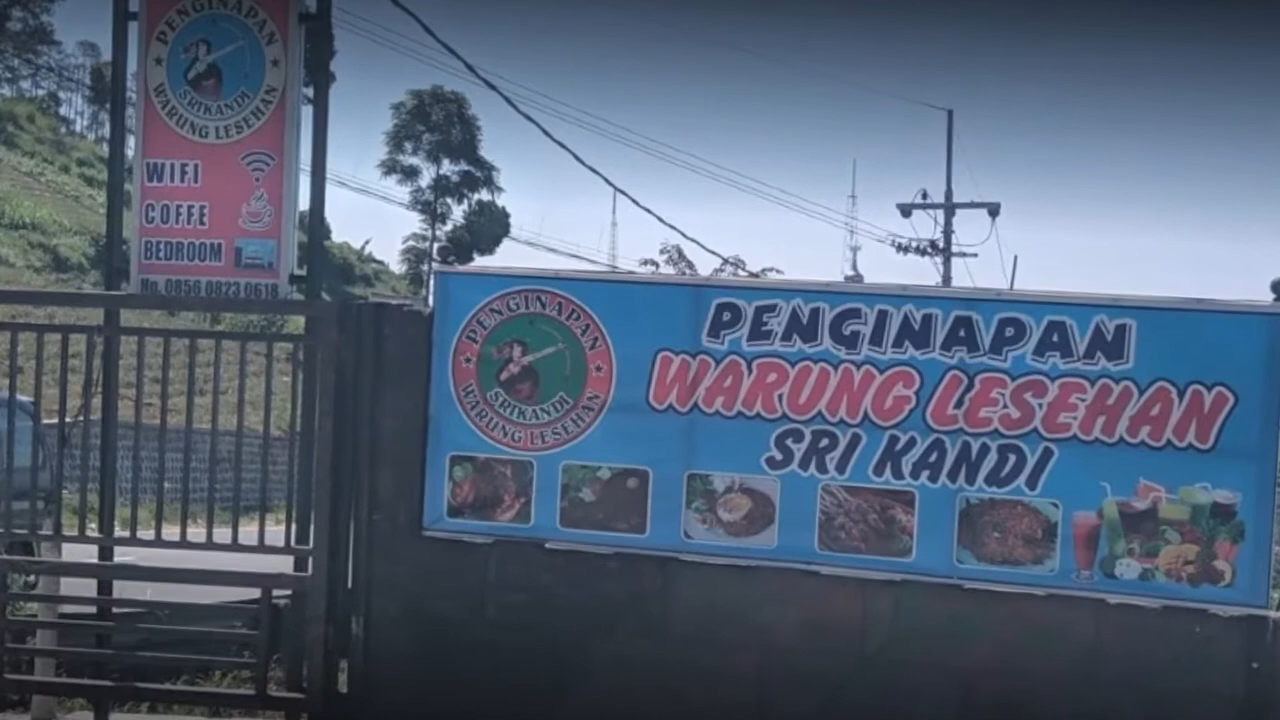 PENGINAPAN
SRIKANDI
WARUNG LESEHAN
WIFI
COFFE
BEDROOM
Hp. 0856 0823 0618
PENGINAPAN
SRIKANDI
WARUNG LESEHAN
PENGINAPAN
WARUNG LESEHAN
SRI KANDI